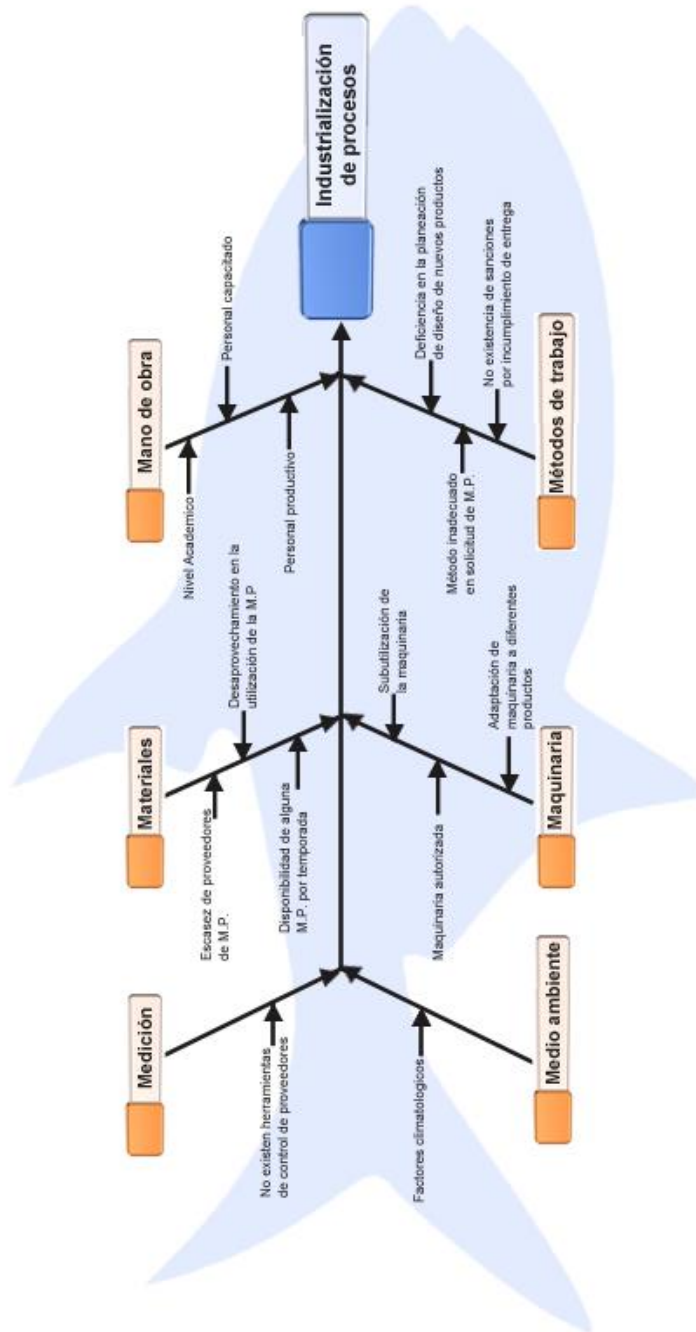 Medición
Materiales
Mano de obra
No existen herramientas
de control de proveedores
Escasez de proveedores
de M.P.
Desaprovechamiento en la
utilización de la M.P
Disponibilidad de alguna
M.P. por temporada
Nivel Academico
Personal capacitado
Personal productivo
Industrialización
de procesos
Factores climatologicos
Subutilización de
la maquinaria
Maquinaria autorizada
Adaptación de
maquinaria a diferentes
productos
Deficiencia en la planeación
de diseño de nuevos productos
Método inadecuado
en solicitud de M.P.
No existencia de sanciones
por incumplimiento de entrega
Medio ambiente
Maquinaria
Métodos de trabajo